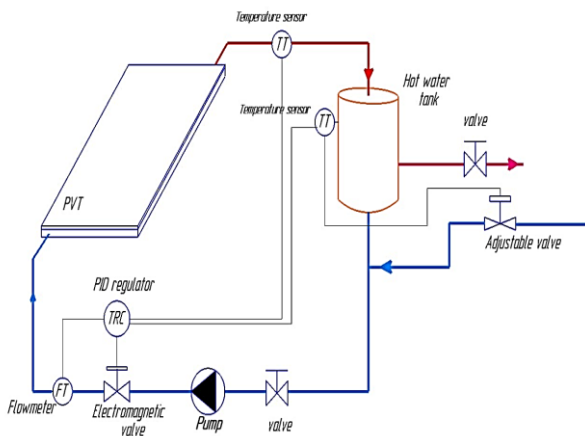 Temperature sensor
TT
Hot water
tank
Temperature sensor
TT
valve
PVT
Adjustable valve
PID regulator
TRC
Flowmeter
FT
Electromagnetic
valve
Pump
valve